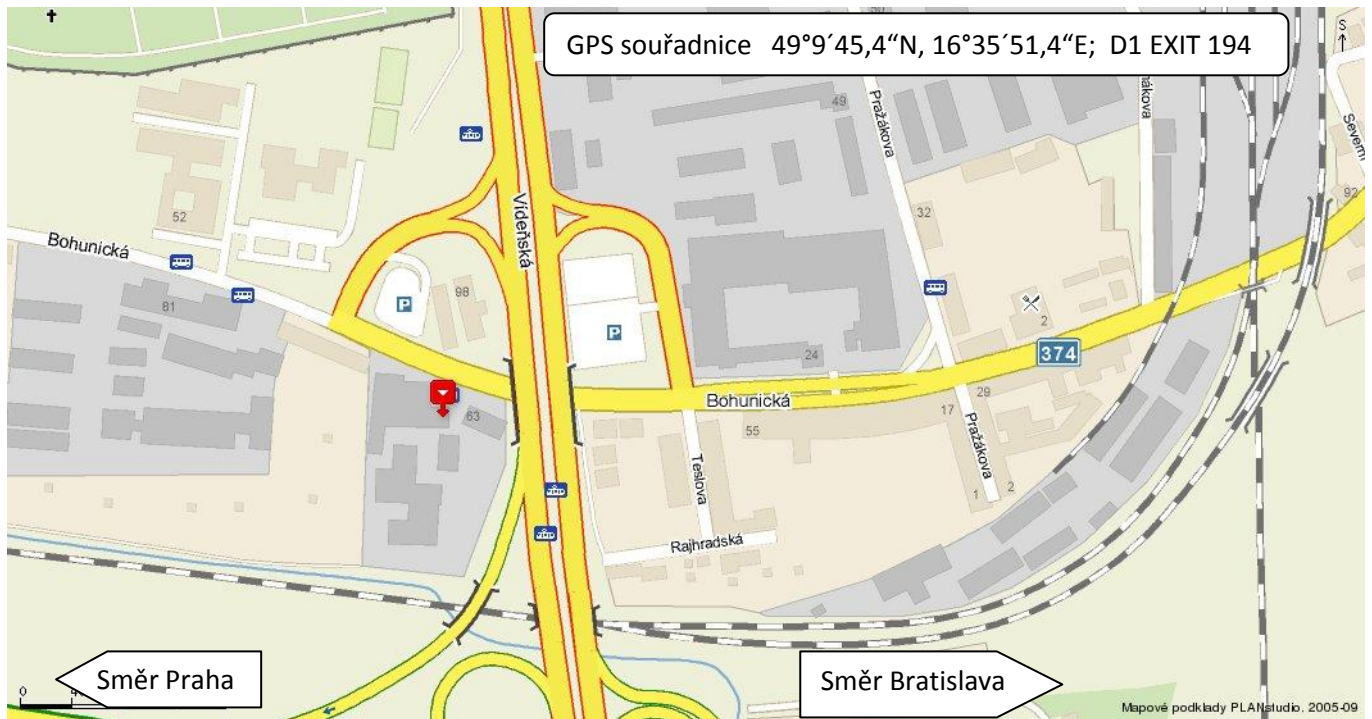 GPS souřadnice 49°9´45,4“N, 16°35´51,4“E; D1 EXIT 194
S
49
Pražákova
Severní
92
52
32
Vídeňská
Bohunická
81
98
P
P
2
374
24
63
Bohunická
29
17
55
Pražákova
Teslova
1
2
Rajhradská
Směr Praha
Směr Bratislava
0
Mapové podklady PLANstudio. 2005-09